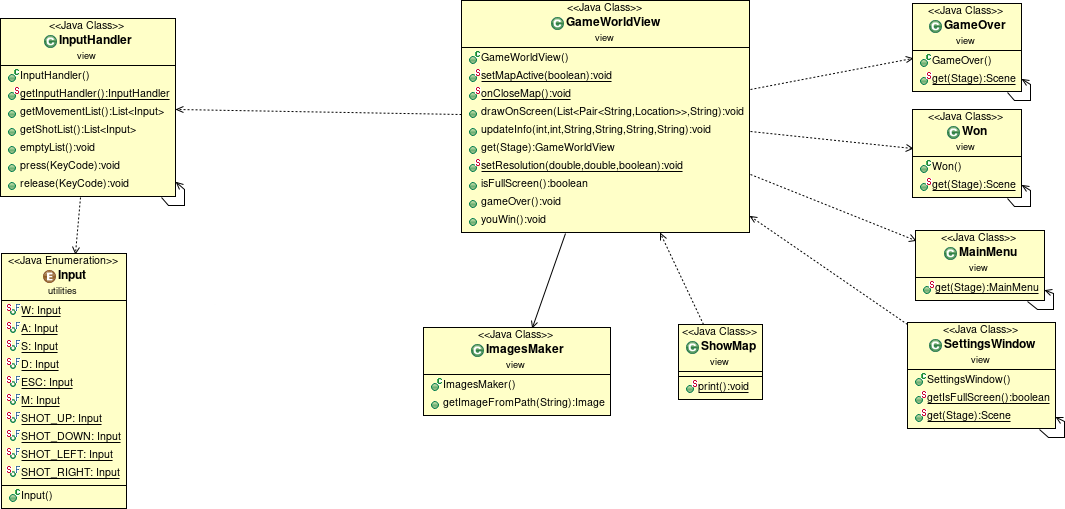 <<Java Class>>
InputHandler
view
InputHandler()
getInputHandler():InputHandler
getMovementList():List<Input>
getShotList():List<Input>
emptyList():void
press(KeyCode):void
release(KeyCode):void
<<Java Enumeration>>
Input
utilities
W: Input
A: Input
S: Input
D: Input
ESC: Input
M: Input
SHOT_UP: Input
SHOT_DOWN: Input
SHOT_LEFT: Input
SHOT_RIGHT: Input
Input()
<<Java Class>>
GameWorldView
view
GameWorldView()
setMapActive(boolean):void
onCloseMap():void
drawOnScreen(List<Pair<String,Location>>,String):void
updateInfo(int,int,String,String,String,String):void
get(Stage):GameWorldView
setResolution(double,double,boolean):void
isFullScreen():boolean
gameOver():void
youWin():void
<<Java Class>>
ImagesMaker
view
ImagesMaker()
getImageFromPath(String):Image
<<Java Class>>
ShowMap
view
print():void
<<Java Class>>
GameOver
view
GameOver()
get(Stage):Scene
<<Java Class>>
Won
view
Won()
get(Stage):Scene
<<Java Class>>
MainMenu
view
get(Stage):MainMenu
<<Java Class>>
SettingsWindow
view
SettingsWindow()
getIsFullScreen():boolean
get(Stage):Scene